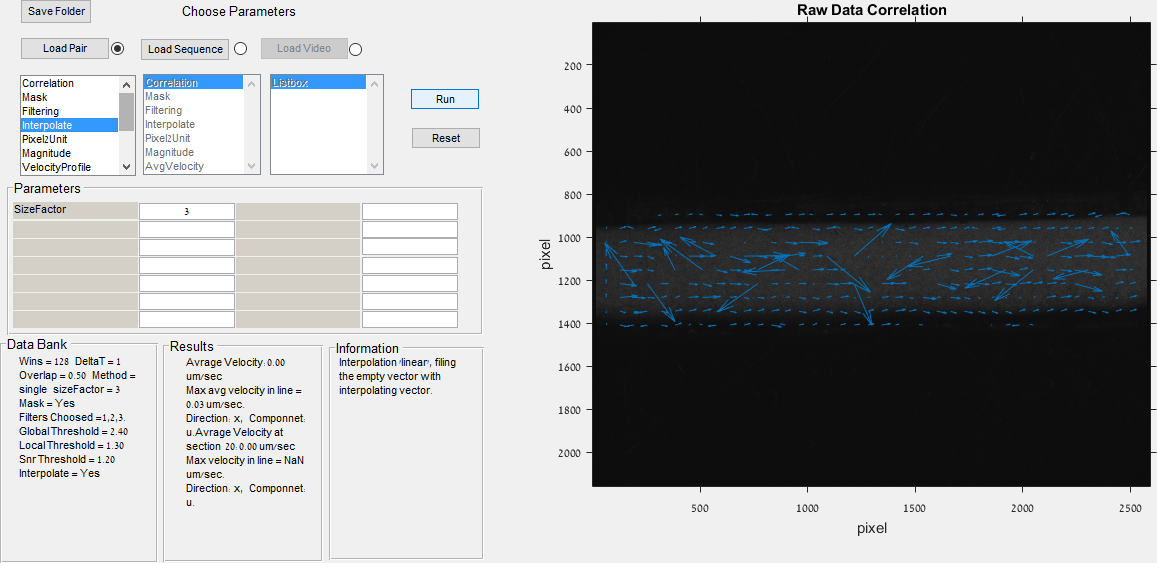 Save Folder
Choose Parameters
Load Pair
Load Sequence
Load Video
Correlation
Mask
Filtering
Interpolate
Pixel2Unit
Magnitude
VelocityProfile
Correlation
Mask
Filtering
Interpolate
Pixel2Unit
Magnitude
AvgVelocity
Listbox
Run
Reset
Parameters
SizeFactor
3
Data Bank
Wins = 128 DeltaT = 1
Overlap = 0.50 Method =
single sizeFactor = 3
Mask = Yes
Filters Choosed =1,2,3.
Global Threshold = 2.40
Local Threshold = 1.30
Snr Threshold = 1.20
Interpolate = Yes
Results
Avrage Velocity: 0.00
um/sec
Max avg velocity in line =
0.03 um/sec.
Direction: x, Componnet:
u.Avrage Velocity at
section 20: 0.00 um/sec
Max velocity in line = NaN
um/sec.
Direction: x, Componnet:
u.
Information
Interpolation 'linear', filing
the empty vector with
interpolating vector.
Raw Data Correlation
200
400
600
800
1000
1200
1400
1600
1800
2000
pixel
500
1000
1500
2000
2500
pixel